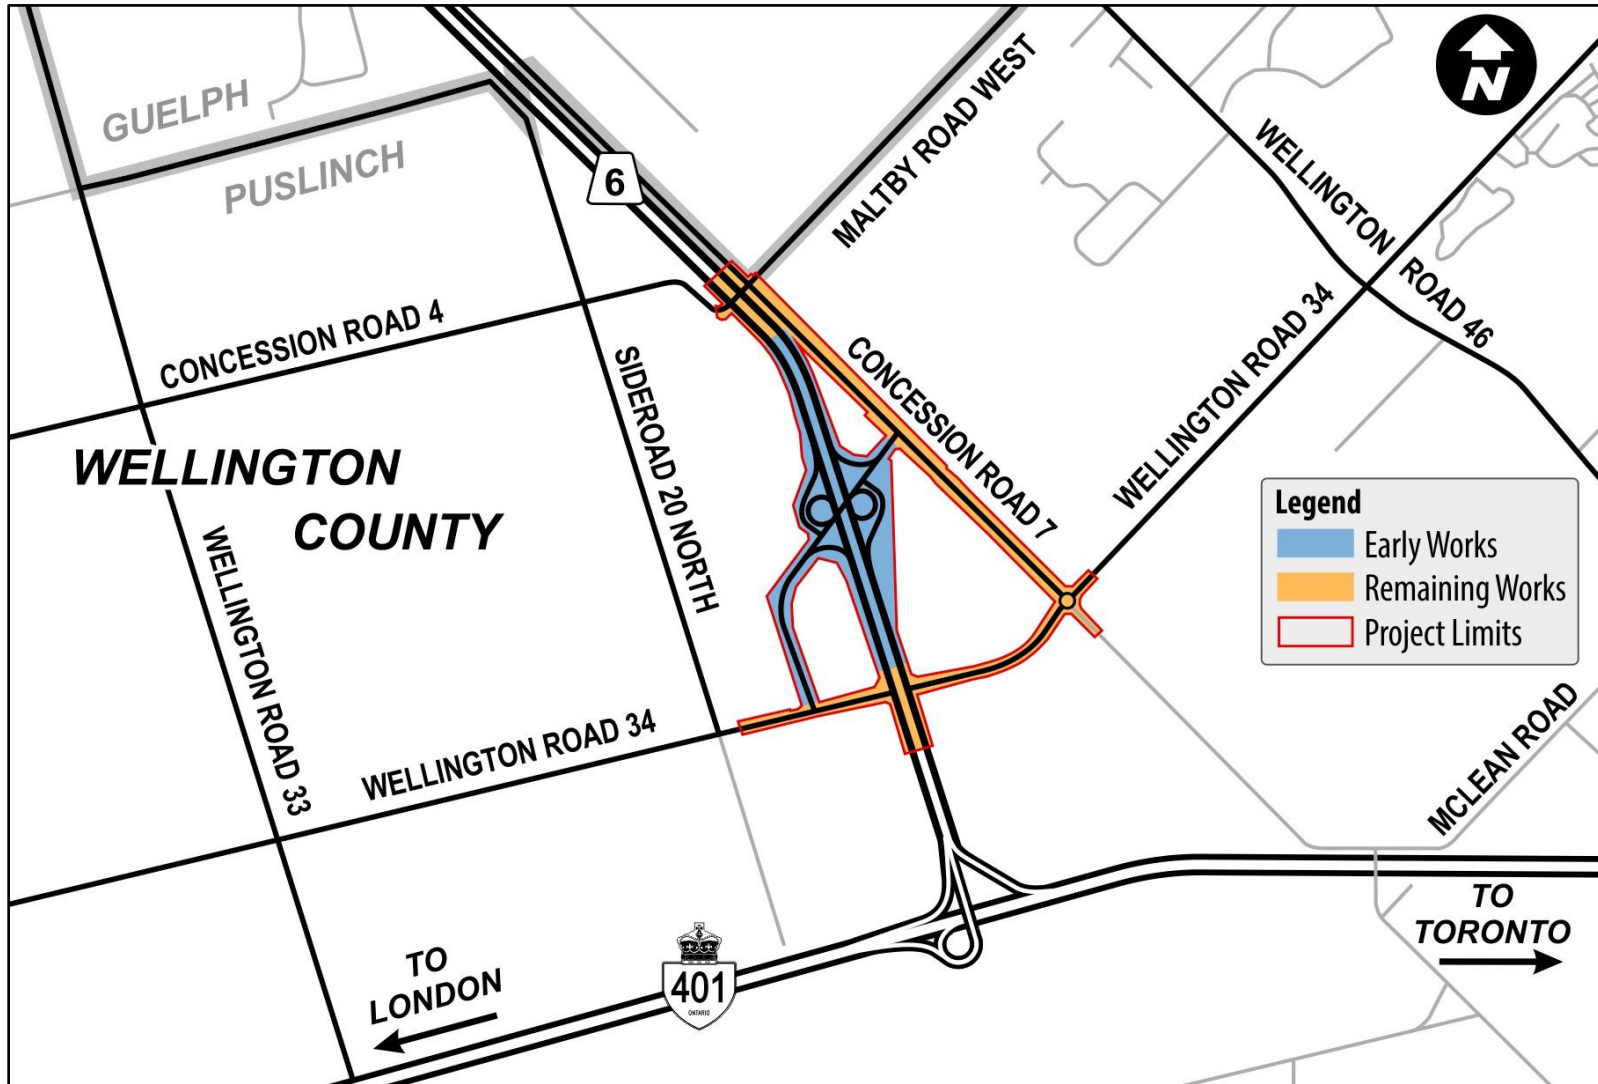 GUELPH
PUSLINCH
N
6
MALTBY ROAD WEST
WELLINGTON ROAD 46
CONCESSION ROAD 4
SIDEROAD 20 NORTH
CONCESSION ROAD 7
WELLINGTON ROAD 34
WELLINGTON
COUNTY
WELLINGTON ROAD 33
Legend
Early Works
Remaining Works
Project Limits
WELLINGTON ROAD 34
MCLEAN ROAD
TO
LONDON
401
ONTARIO
TO
TORONTO